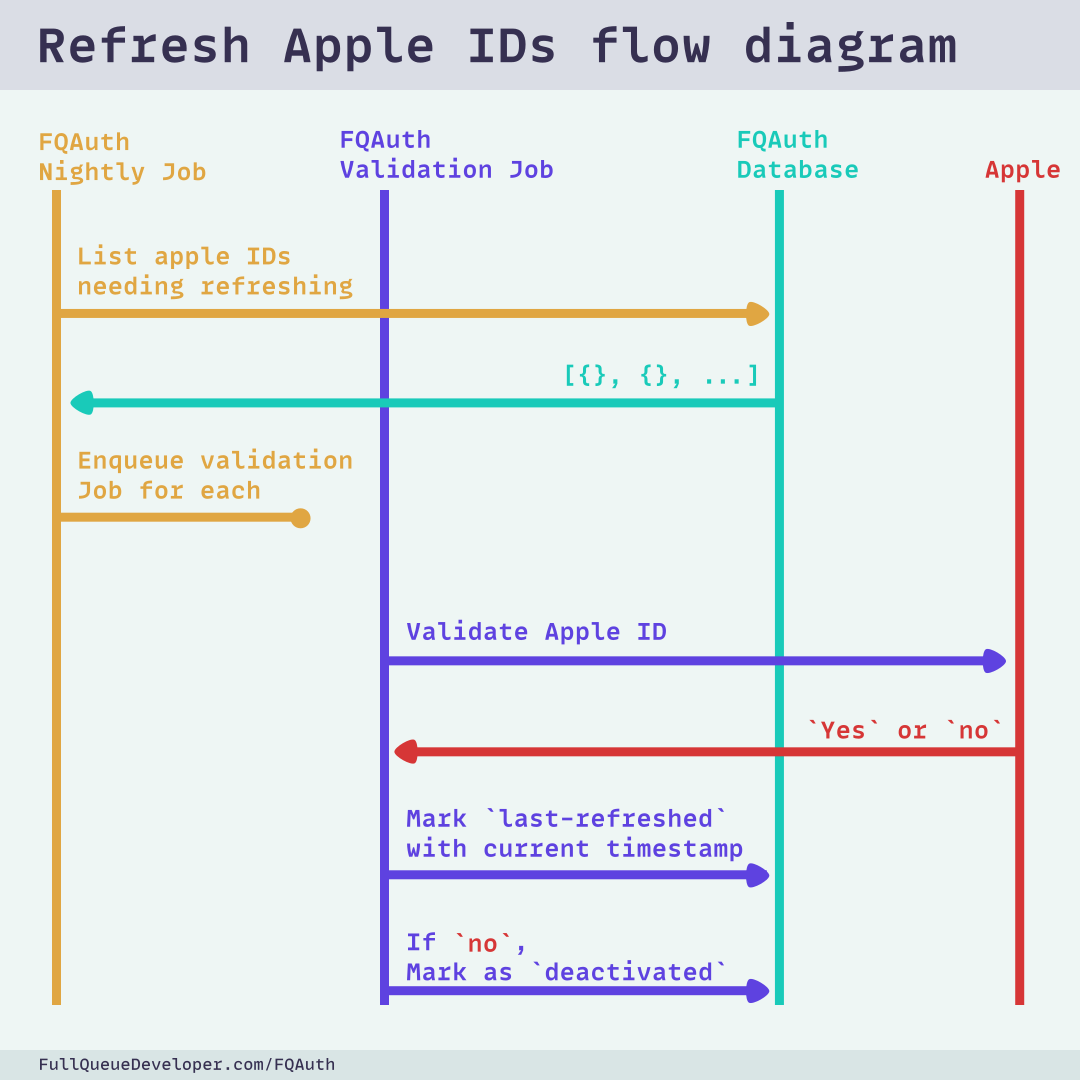 Refresh Apple IDs flow diagram
FQAuth
Nightly Job
FQAuth
Validation Job
FQAuth
Database
Apple
List apple IDs
needing refreshing
[{}, {}, ...]
Enqueue validation
Job for each
Validate Apple ID
`Yes` or `no`
Mark `last-refreshed`
with current timestamp
If `no`,
Mark as `deactivated`
FullQueueDeveloper.com/FQAuth